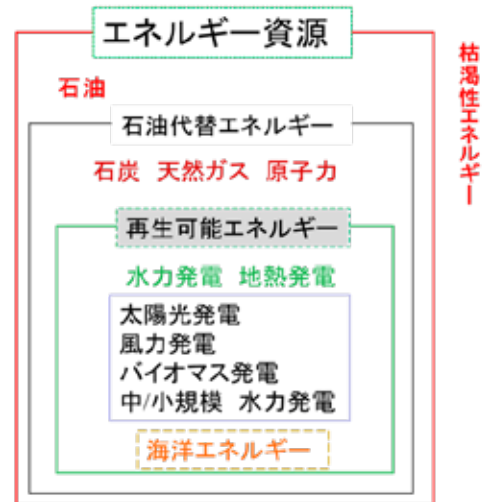 エネルギー資源
石油
石油代替エネルギー
石炭 天然ガス 原子力
再生可能エネルギー
水力発電 地熱発電
太陽光発電
風力発電
バイオマス発電
中/小規模 水力発電
海洋エネルギー
枯渇性エネルギー